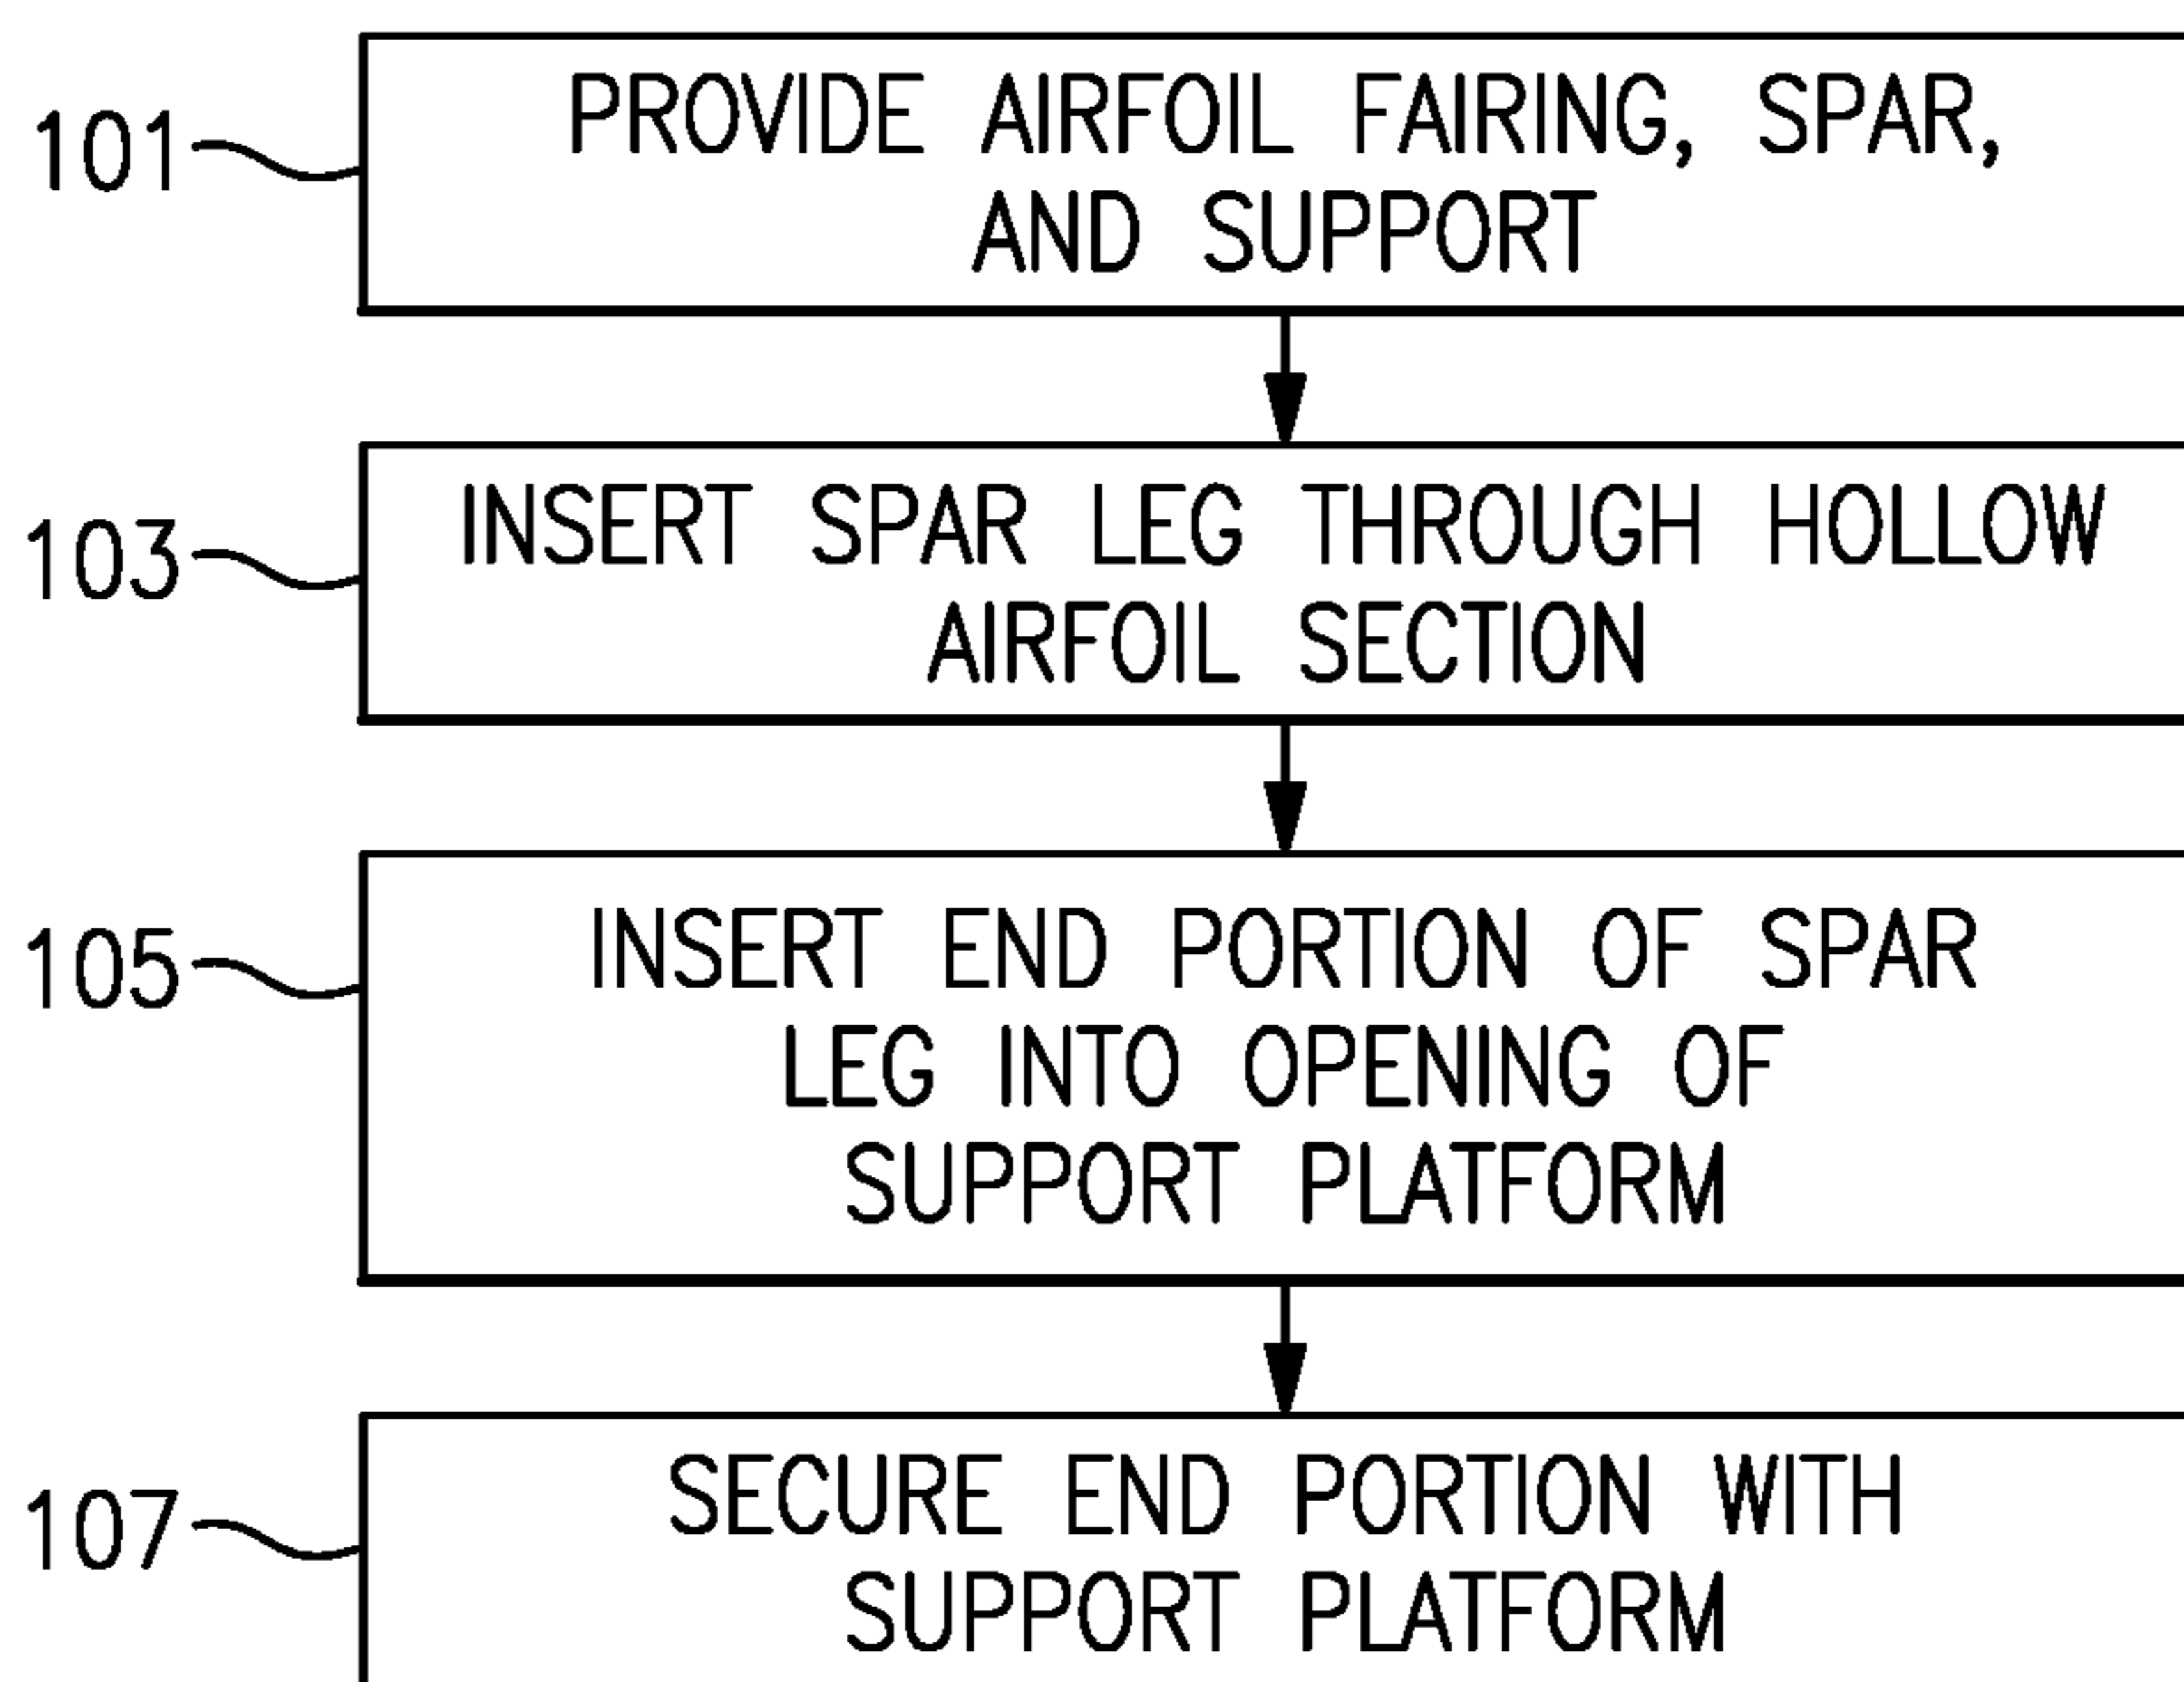 101
PROVIDE AIRFOIL FAIRING, SPAR,
AND SUPPORT
103
INSERT SPAR LEG THROUGH HOLLOW
AIRFOIL SECTION
105
INSERT END PORTION OF SPAR
LEG INTO OPENING OF
SUPPORT PLATFORM
107
SECURE END PORTION WITH
SUPPORT PLATFORM